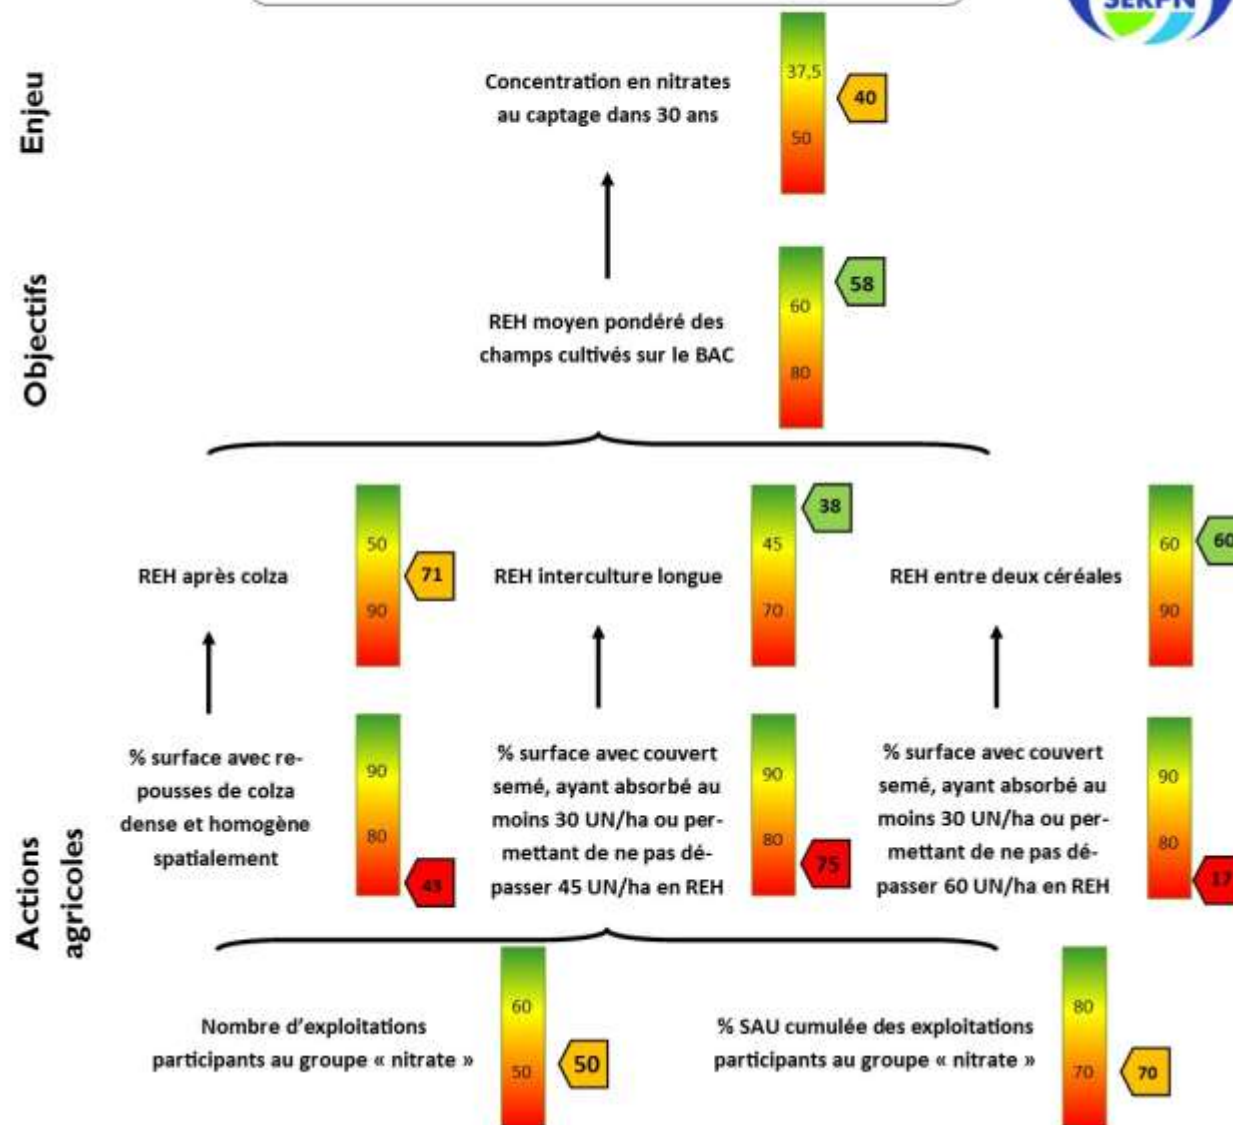 SERPN
Enjeu
Concentration en nitrates
au captage dans 30 ans
37,5
50
40
Objectifs
REH moyen pondéré des
champs cultivés sur le BAC
60
80
58
REH après colza
50
90
71
REH interculture longue
45
70
38
REH entre deux céréales
60
90
60
Actions
agricoles
% surface avec re-
pousses de colza
dense et homogène
spatialement
90
80
43
% surface avec couvert
semé, ayant absorbé au
moins 30 UN/ha ou per-
mettant de ne pas dé-
passer 45 UN/ha en REH
90
80
75
% surface avec couvert
semé, ayant absorbé au
moins 30 UN/ha ou per-
mettant de ne pas dé-
passer 60 UN/ha en REH
90
80
17
Nombre d'exploitations
participants au groupe « nitrate »
60
50
50
% SAU cumulée des exploitations
participants au groupe « nitrate »
80
70
70